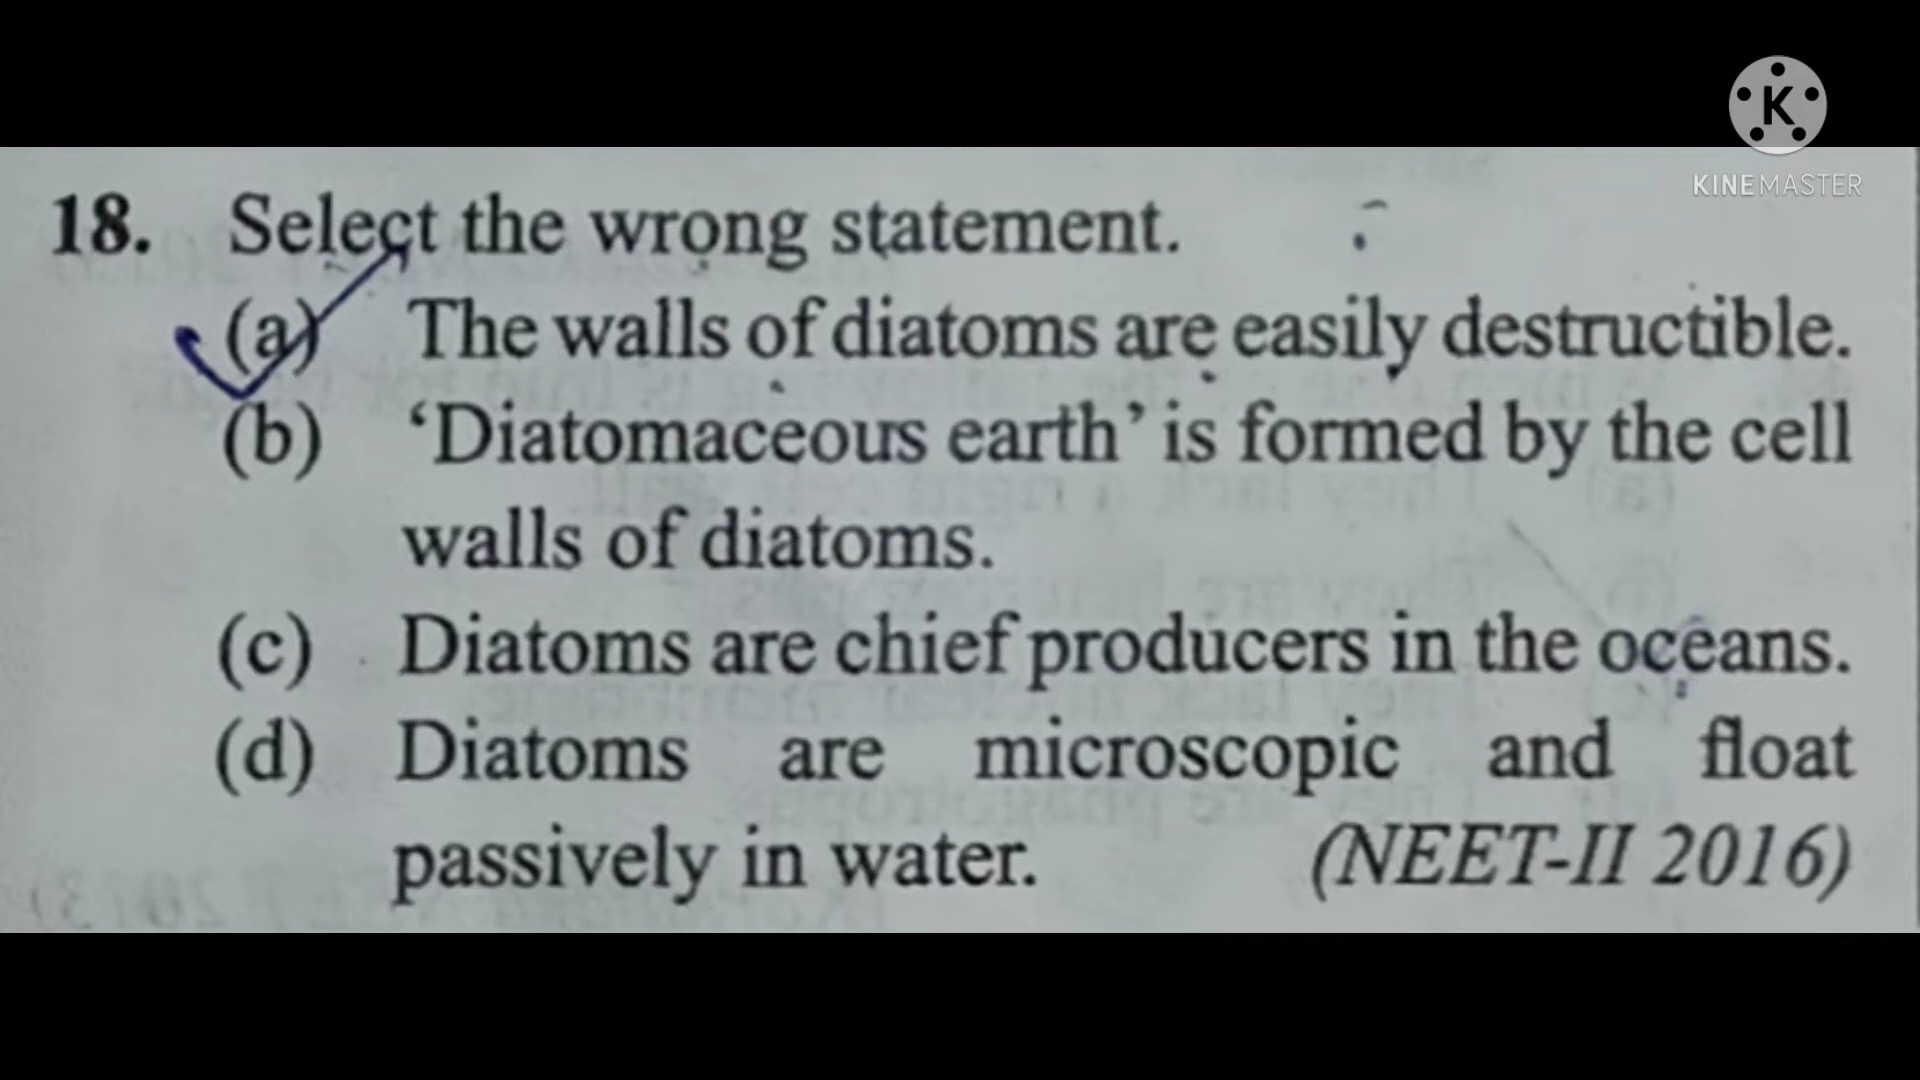 K
KINEMASTER
18. Select the wrong statement.
(a) The walls of diatoms are easily destructible.
(b) ‘Diatomaceous earth’ is formed by the cell
walls of diatoms.
(c) Diatoms are chief producers in the oceans.
(d) Diatoms are microscopic and float
passively in water. (NEET-II 2016)